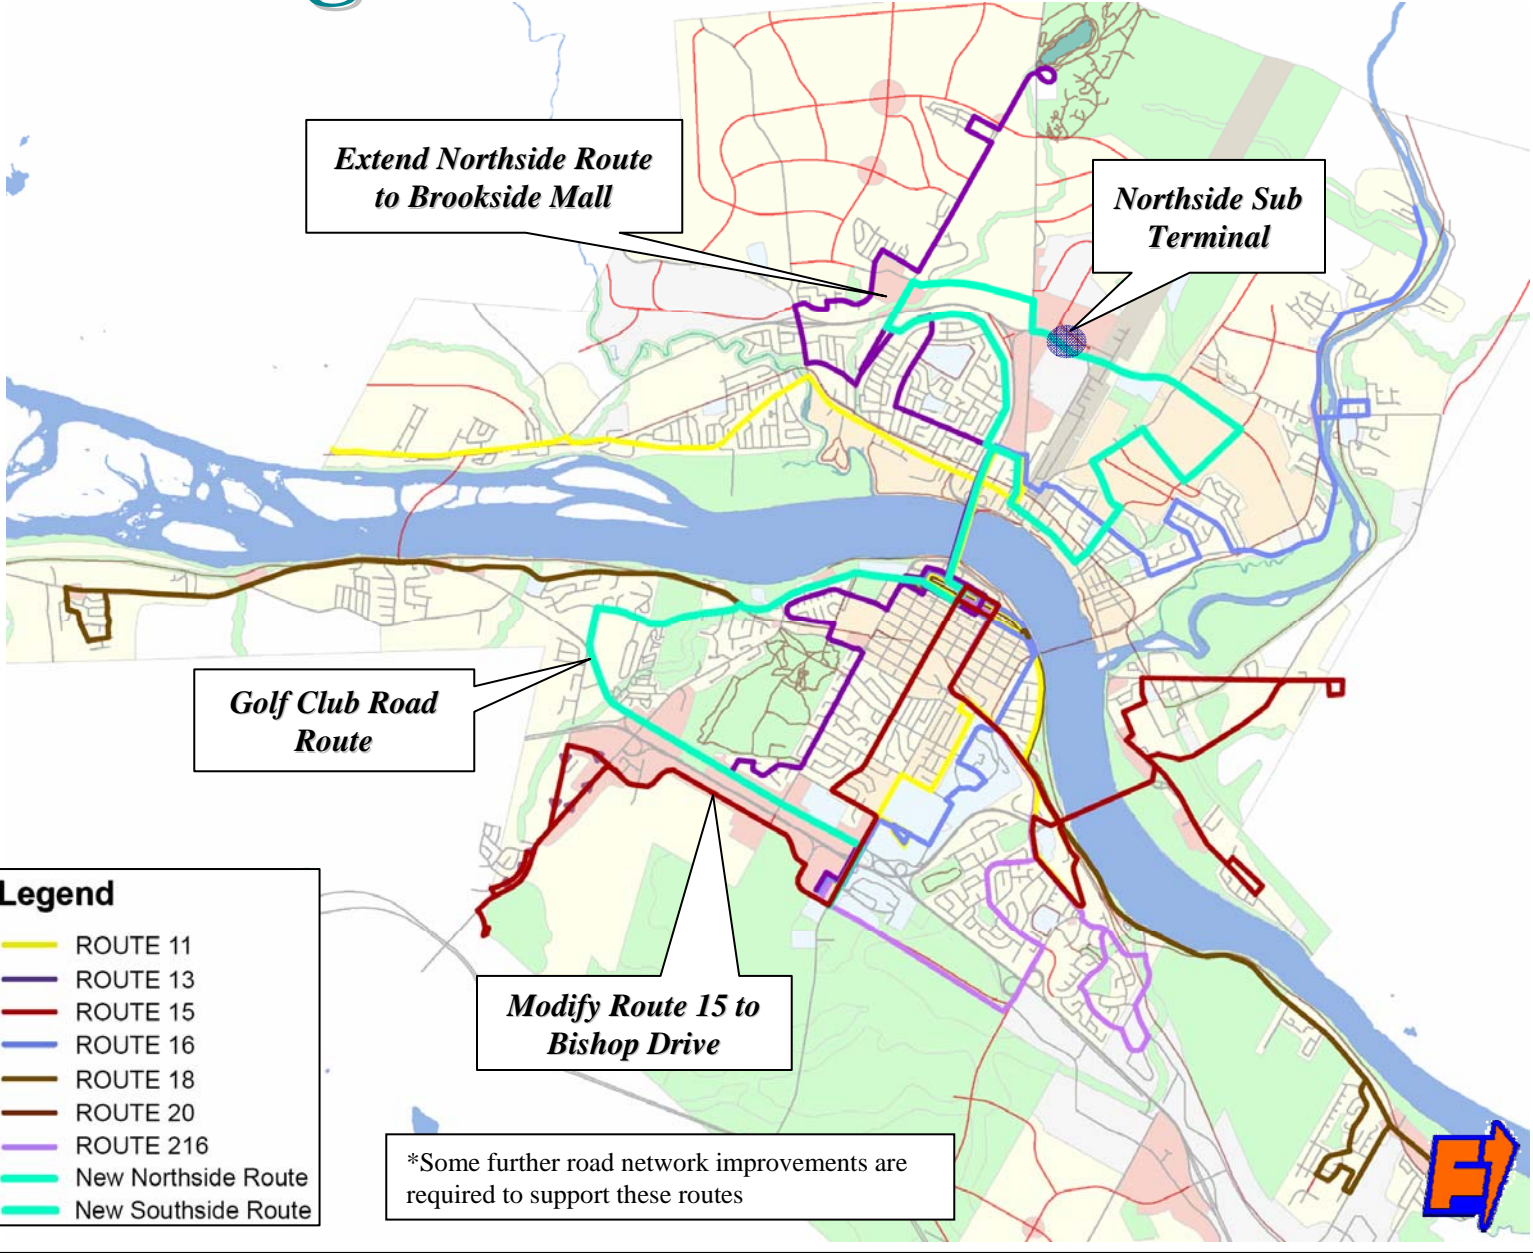 Extend Northside Route
to Brookside Mall
Northside Sub
Terminal
Golf Club Road
Route
Modify Route 15 to
Bishop Drive
Legend
ROUTE 11
ROUTE 13
ROUTE 15
ROUTE 16
ROUTE 18
ROUTE 20
ROUTE 216
New Northside Route
New Southside Route
*Some further road network improvements are
required to support these routes